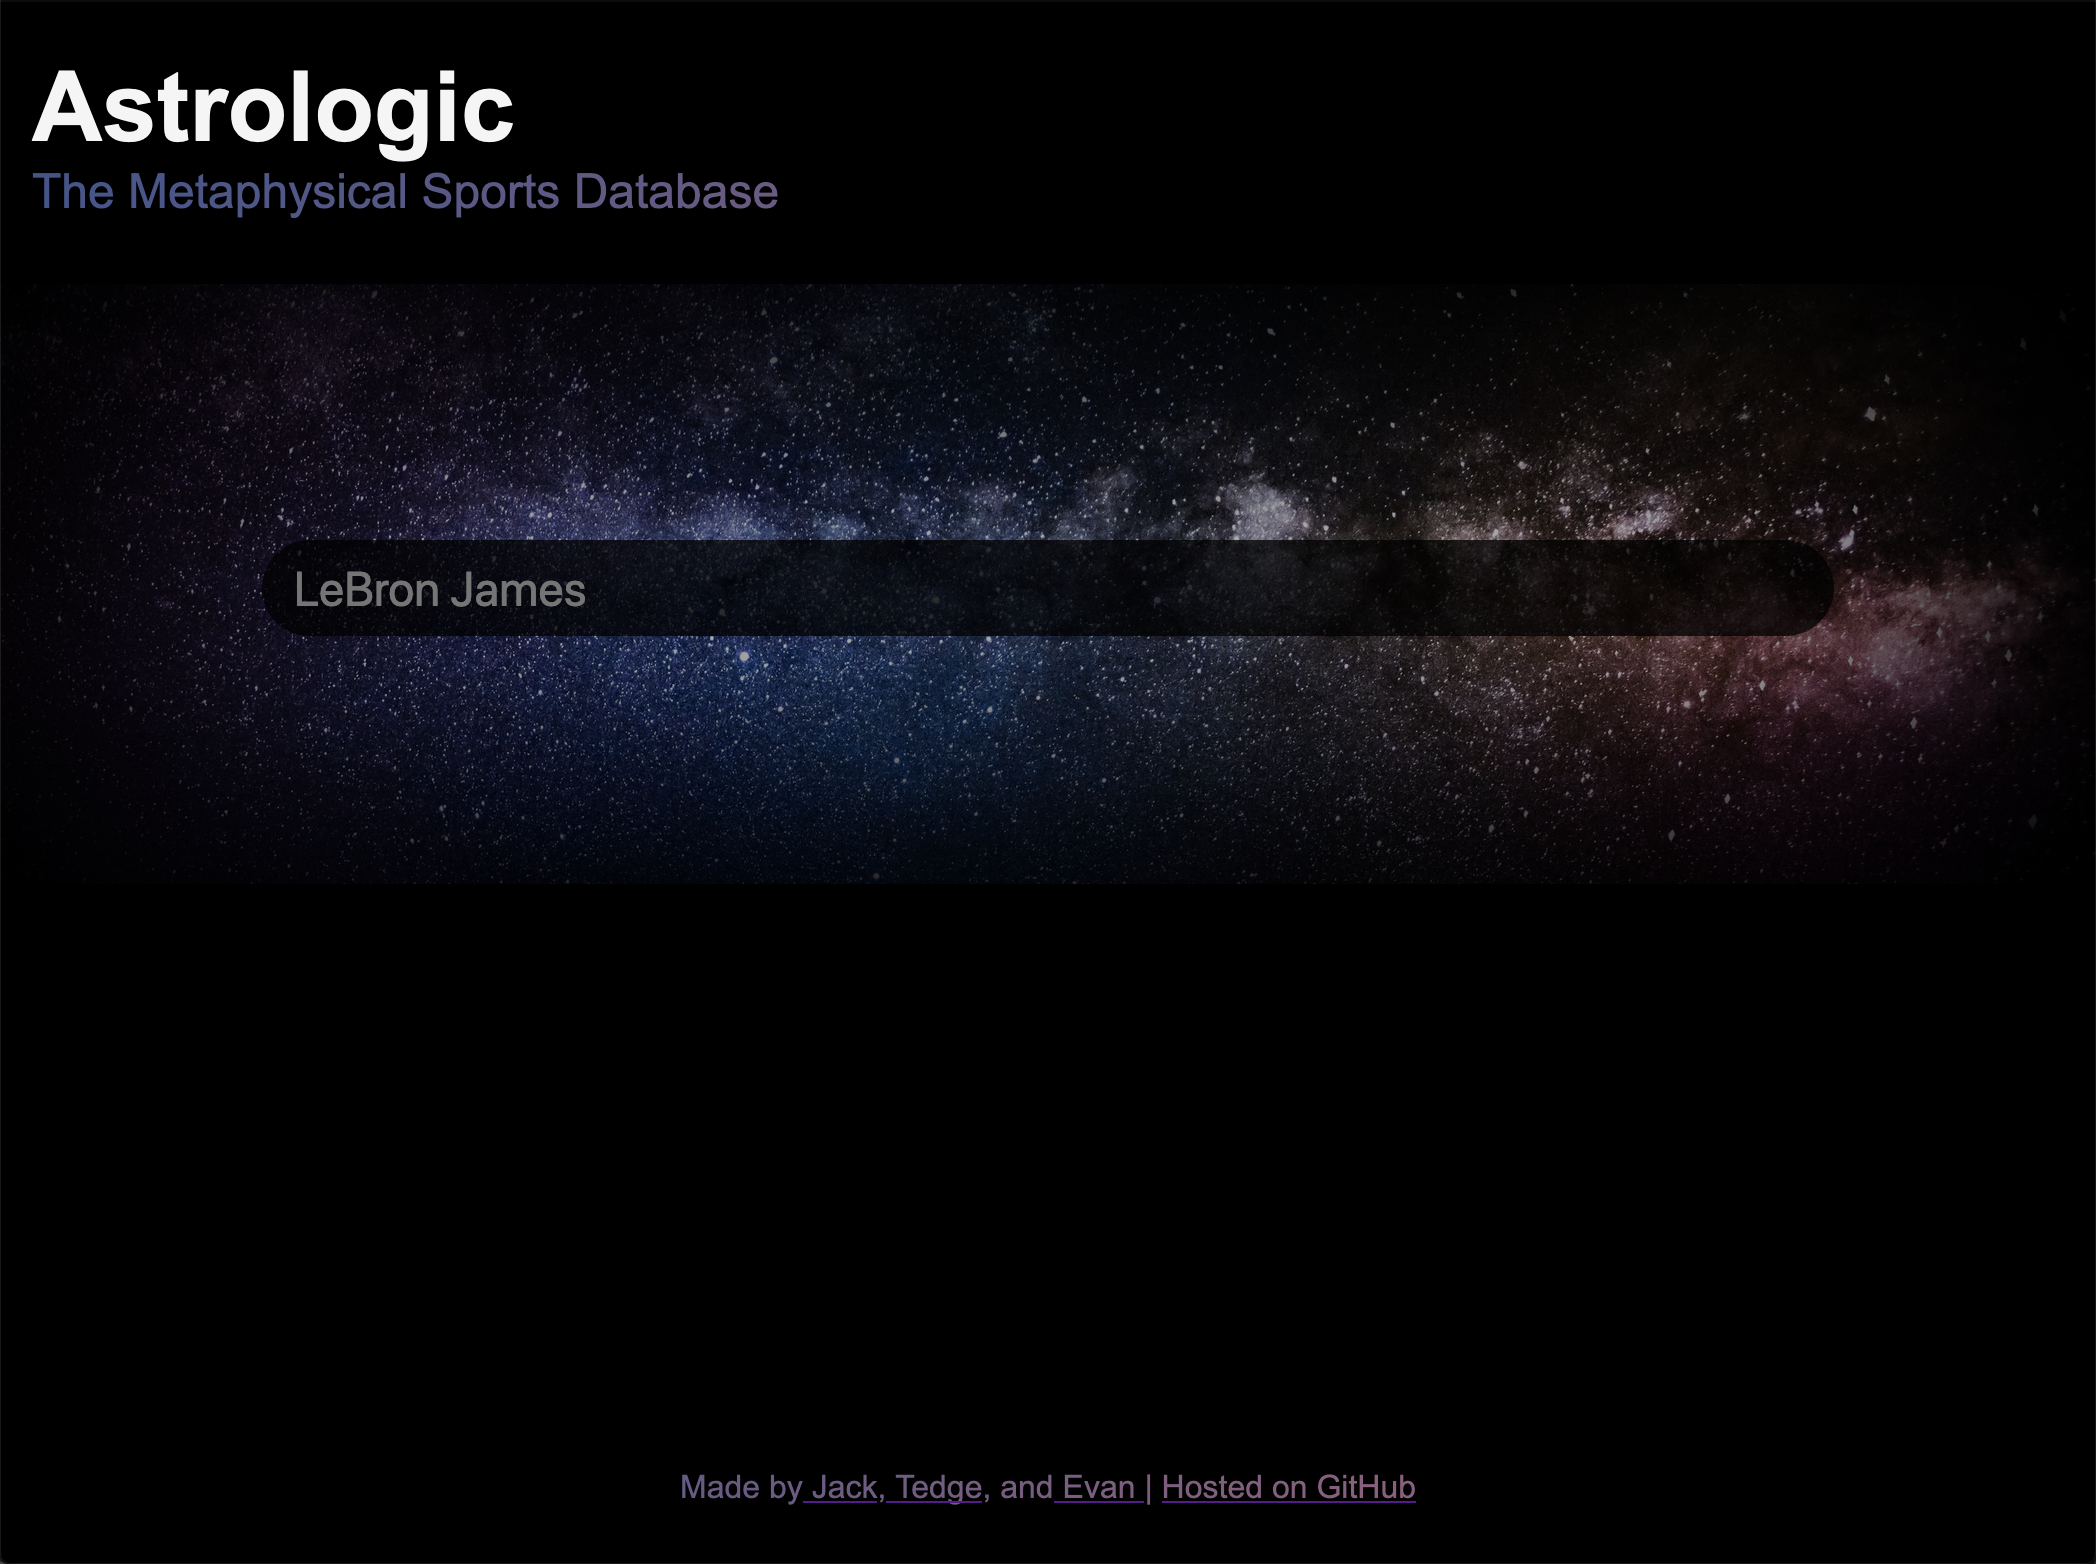 Astrologic
The Metaphysical Sports Database
LeBron James
Made by Jack, Tedge, and Evan | Hosted on GitHub